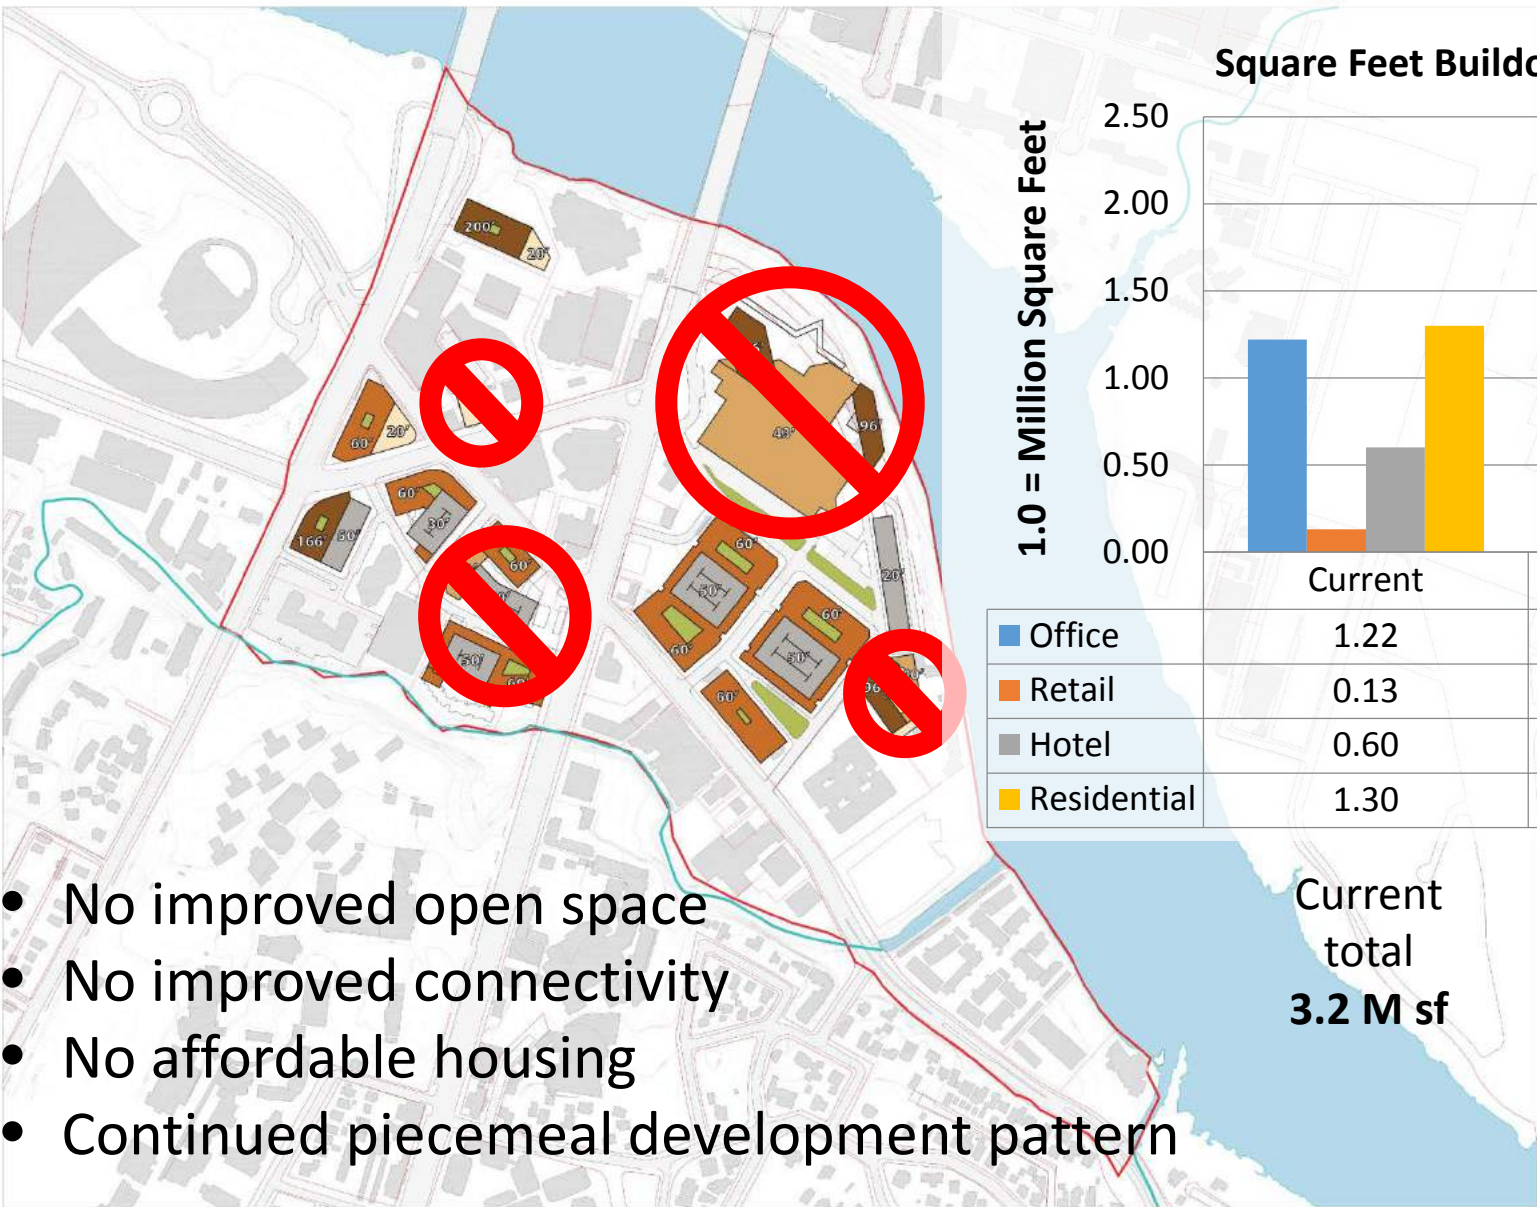 Square Feet Buildo
1.0 = Million Square Feet
2.50
2.00
1.50
1.00
0.50
0.00
Current
Office 1.22
Retail 0.13
Hotel 0.60
Residential 1.30
Current
total
3.2 M sf
200'
20'
60' 20'
60'
30'
166' 50'
60'
50'
43'
96'
60'
50'
60'
20'
60'
50'
60'
96
• No improved open space
• No improved connectivity
• No affordable housing
• Continued piecemeal development pattern